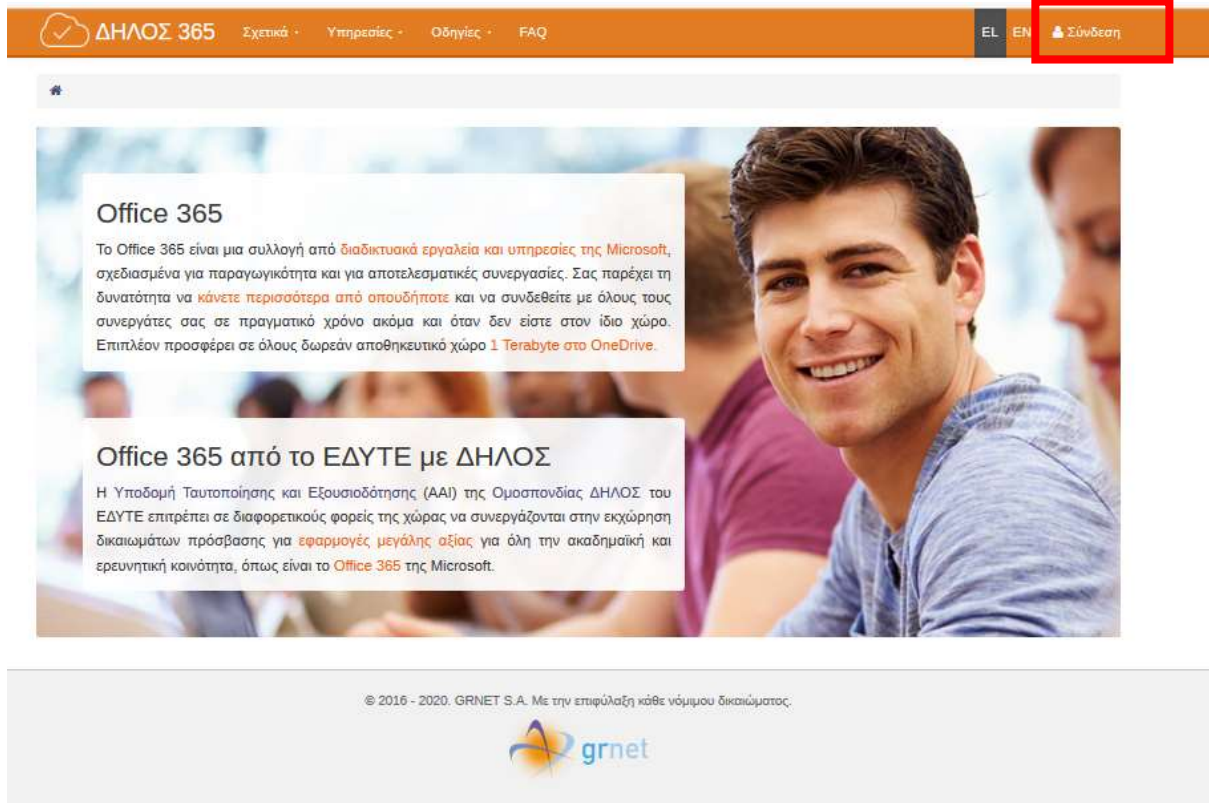 ΔΗΛΟΣ 365 Σχετικά Υπηρεσίες Οδηγίες FAQ EL EN Σύνδεση
Office 365
Το Office 365 είναι μια συλλογή από διαδικτυακά εργαλεία και υπηρεσίες της Microsoft,
σχεδιασμένα για παραγωγικότητα και για αποτελεσματικές συνεργασίες. Σας παρέχει τη
δυνατότητα να κάνετε περισσότερα από οπουδήποτε και να συνδεθείτε με όλους τους
συνεργάτες σας σε πραγματικό χρόνο ακόμα και όταν δεν είστε στον ίδιο χώρο.
Επιπλέον προσφέρει σε όλους δωρεάν αποθηκευτικό χώρο 1 Terabyte στο OneDrive.
Office 365 από το ΕΔΥΤΕ με ΔΗΛΟΣ
Η Υποδομή Ταυτοποίησης και Εξουσιοδότησης (ΑΑΙ) της Ομοσπονδίας ΔΗΛΟΣ του
ΕΔΥΤΕ επιτρέπει σε διαφορετικούς φορείς της χώρας να συνεργάζονται στην εκχώρηση
δικαιωμάτων πρόσβασης για εφαρμογές μεγάλης αξίας για όλη την ακαδημαϊκή και
ερευνητική κοινότητα, όπως είναι το Office 365 της Microsoft.
© 2016 - 2020. GRNET S.A. Με την επιφύλαξη κάθε νόμιμου δικαιώματος.
grnet